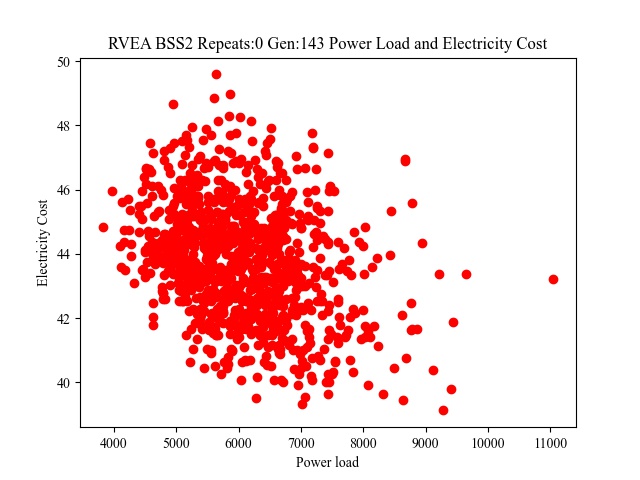 RVEA BSS2 Repeats:0 Gen:143 Power Load and Electricity Cost
50
48
46
44
42
40
Electricity Cost
4000 5000 6000 7000 8000 9000 10000 11000
Power load